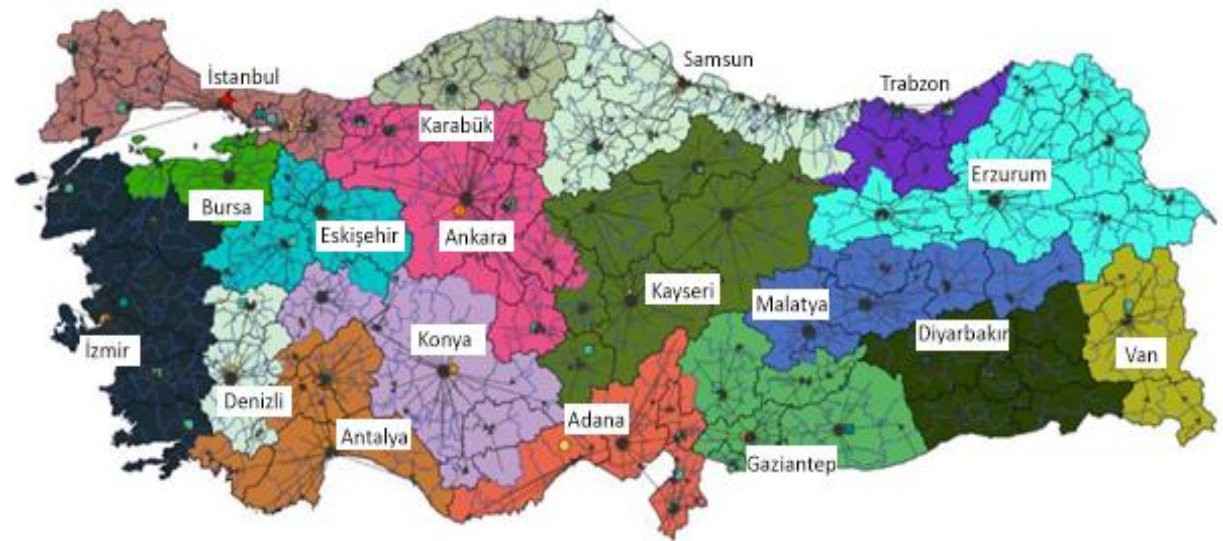 İstanbul
Samsun
Trabzon
Karabük
Erzurum
Bursa
Eskişehir
Ankara
Kayseri
Malatya
Konya
Diyarbakır
İzmir
Van
Denizli
Adana
Antalya
Gaziantep